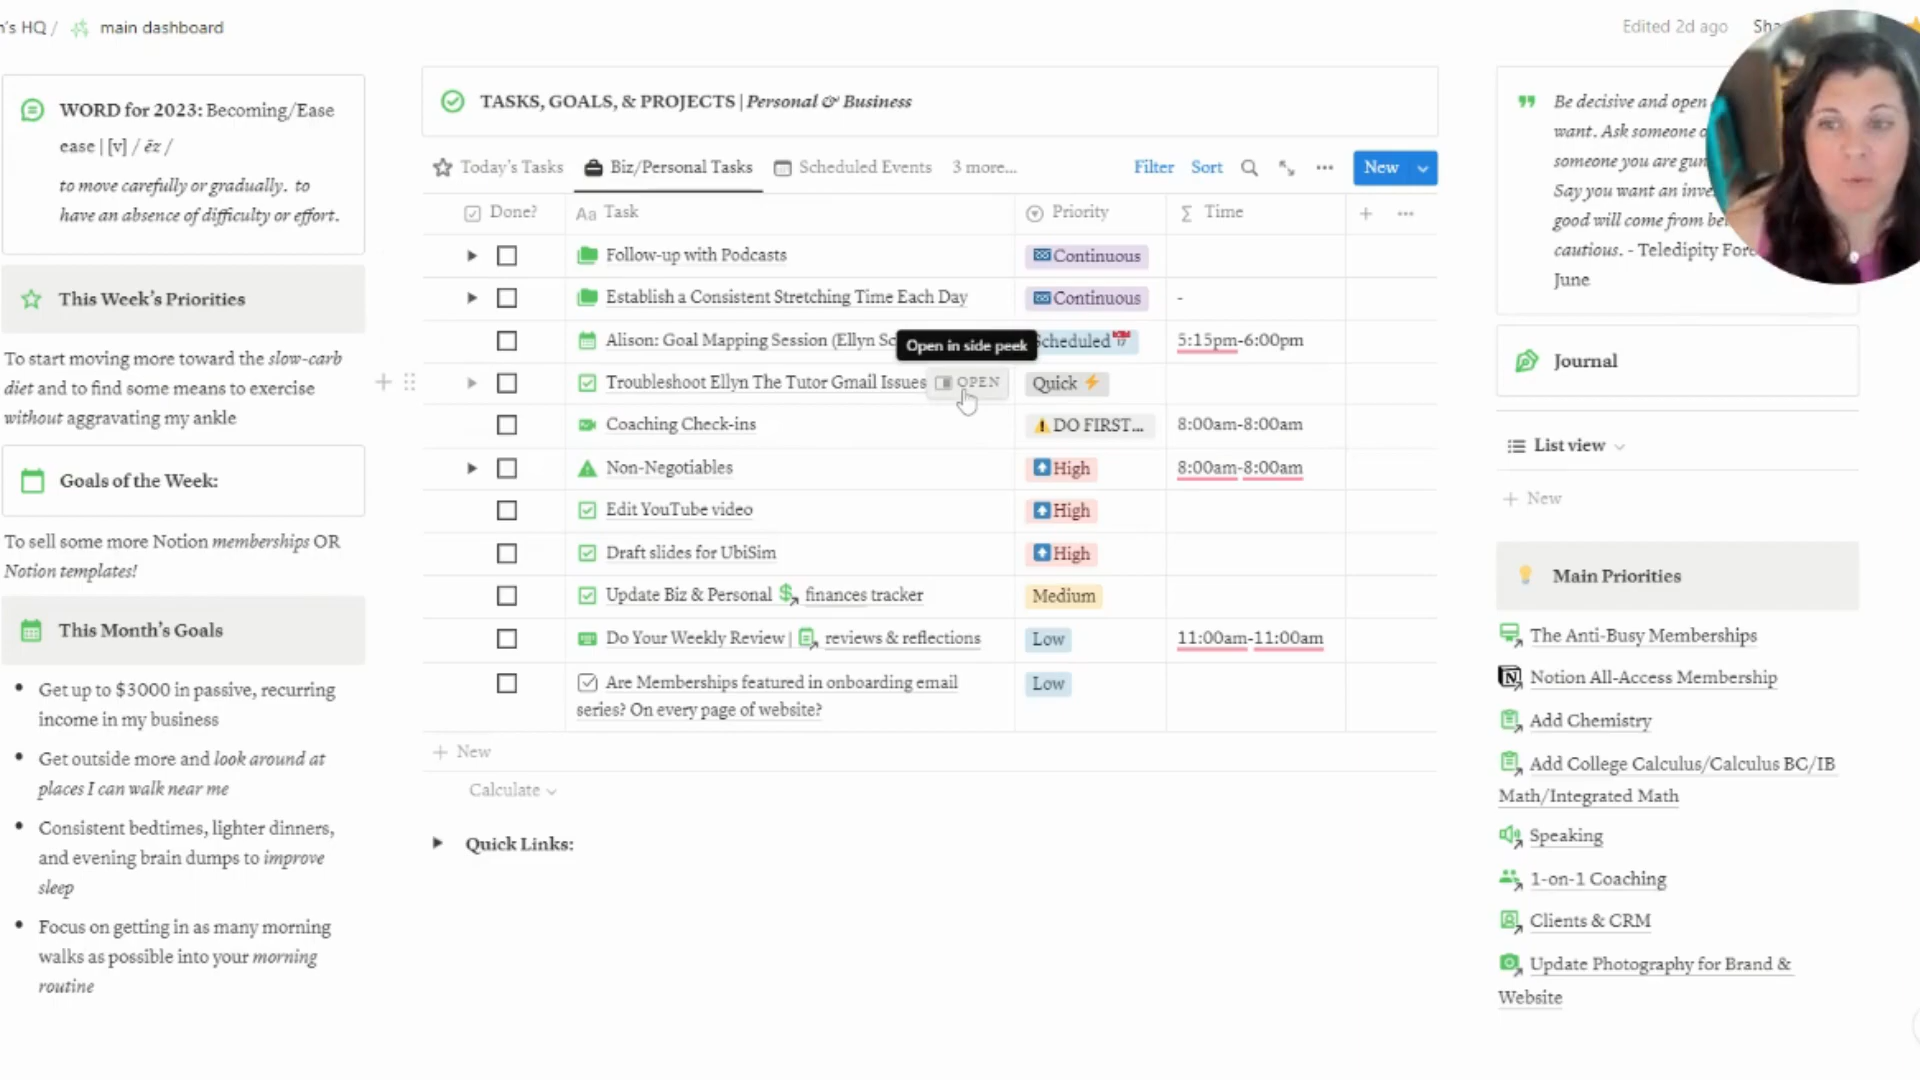 n's HQ / main dashboard
Edited 2d ago
WORD for 2023: Becoming/Ease
ease | [v] / ēz /
to move carefully or gradually. to
have an absence of difficulty or effort.
This Week's Priorities
To start moving more toward the slow-carb
diet and to find some means to exercise
without aggravating my ankle
Goals of the Week:
To sell some more Notion memberships OR
Notion templates!
This Month's Goals
• Get up to $3000 in passive, recurring
income in my business
• Get outside more and look around at
places I can walk near me
• Consistent bedtimes, lighter dinners,
and evening brain dumps to improve
sleep
• Focus on getting in as many morning
walks as possible into your morning
routine
TASKS, GOALS, & PROJECTS | Personal & Business
Today's Tasks Biz/Personal Tasks Scheduled Events 3 more... Filter Sort New
Done? Aa Task Priority Σ Time
Follow-up with Podcasts Continuous
Establish a Consistent Stretching Time Each Day Continuous -
Alison: Goal Mapping Session (Ellyn Scheduled 5:15pm-6:00pm
Open in side peek
Troubleshoot Ellyn The Tutor Gmail Issues OPEN Quick ⚡
Coaching Check-ins DO FIRST... 8:00am-8:00am
Non-Negotiables High 8:00am-8:00am
Edit YouTube video High
Draft slides for UbiSim High
Update Biz & Personal finances tracker Medium
Do Your Weekly Review | reviews & reflections Low 11:00am-11:00am
Are Memberships featured in onboarding email
series? On every page of website? Low
+ New
Calculate
Quick Links:
Be decisive and open
want. Ask someone
someone you are
Say you want an
good will come from
cautious. - Teledipity
June
Journal
List view
+ New
Main Priorities
The Anti-Busy Memberships
Notion All-Access Membership
Add Chemistry
Add College Calculus/Calculus BC/IB
Math/Integrated Math
Speaking
1-on-1 Coaching
Clients & CRM
Update Photography for Brand &
Website